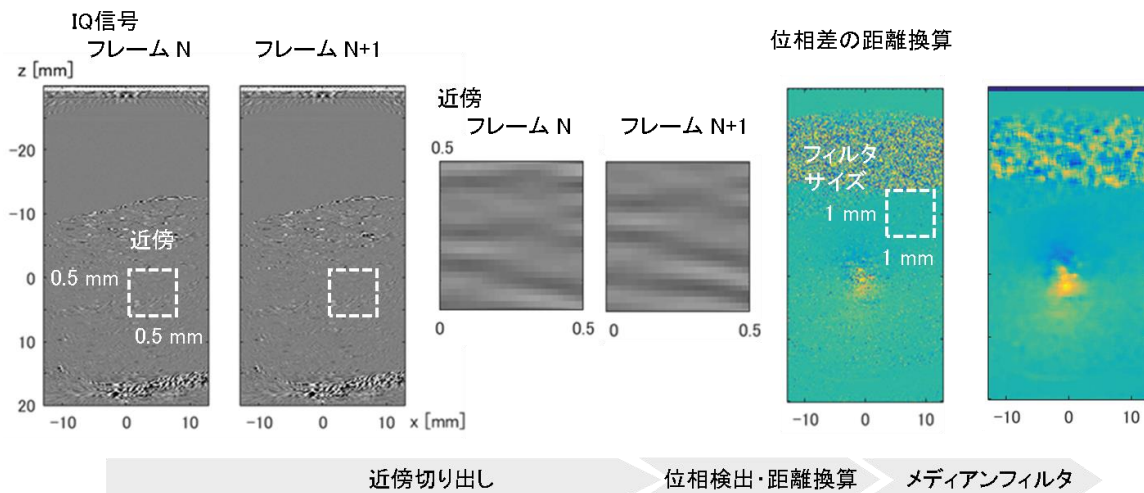 IQ信号
フレーム N
フレーム N+1
z [mm]
-20
-10
0
10
20
近傍
0.5 mm
0.5 mm
-10
0
10
-10
0
10
x [mm]
近傍
フレーム N
フレーム N+1
0.5
0
0.5
0
0.5
位相差の距離換算
フィルタ
サイズ
1 mm
1 mm
-10
0
10
-10
0
10
近傍切り出し
位相検出・距離換算
メディアンフィルタ